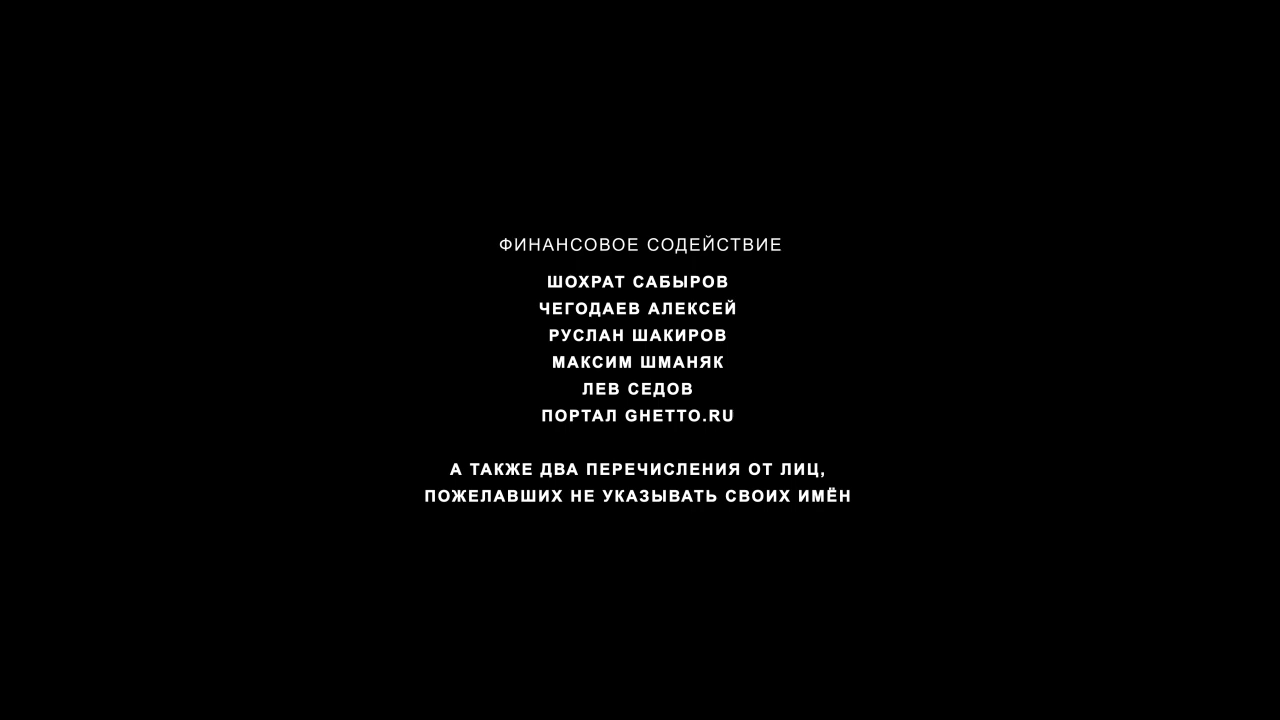 ФИНАНСОВОЕ СОДЕЙСТВИЕ
ШОХРАТ САБЫРОВ
ЧЕГОДАЕВ АЛЕКСЕЙ
РУСЛАН ШАКИРОВ
МАКСИМ ШМАНЯК
ЛЕВ СЕДОВ
ПОРТАЛ GHETTO.RU
А ТАКЖЕ ДВА ПЕРЕЧИСЛЕНИЯ ОТ ЛИЦ,
ПОЖЕЛАВШИХ НЕ УКАЗЫВАТЬ СВОИХ ИМЁН